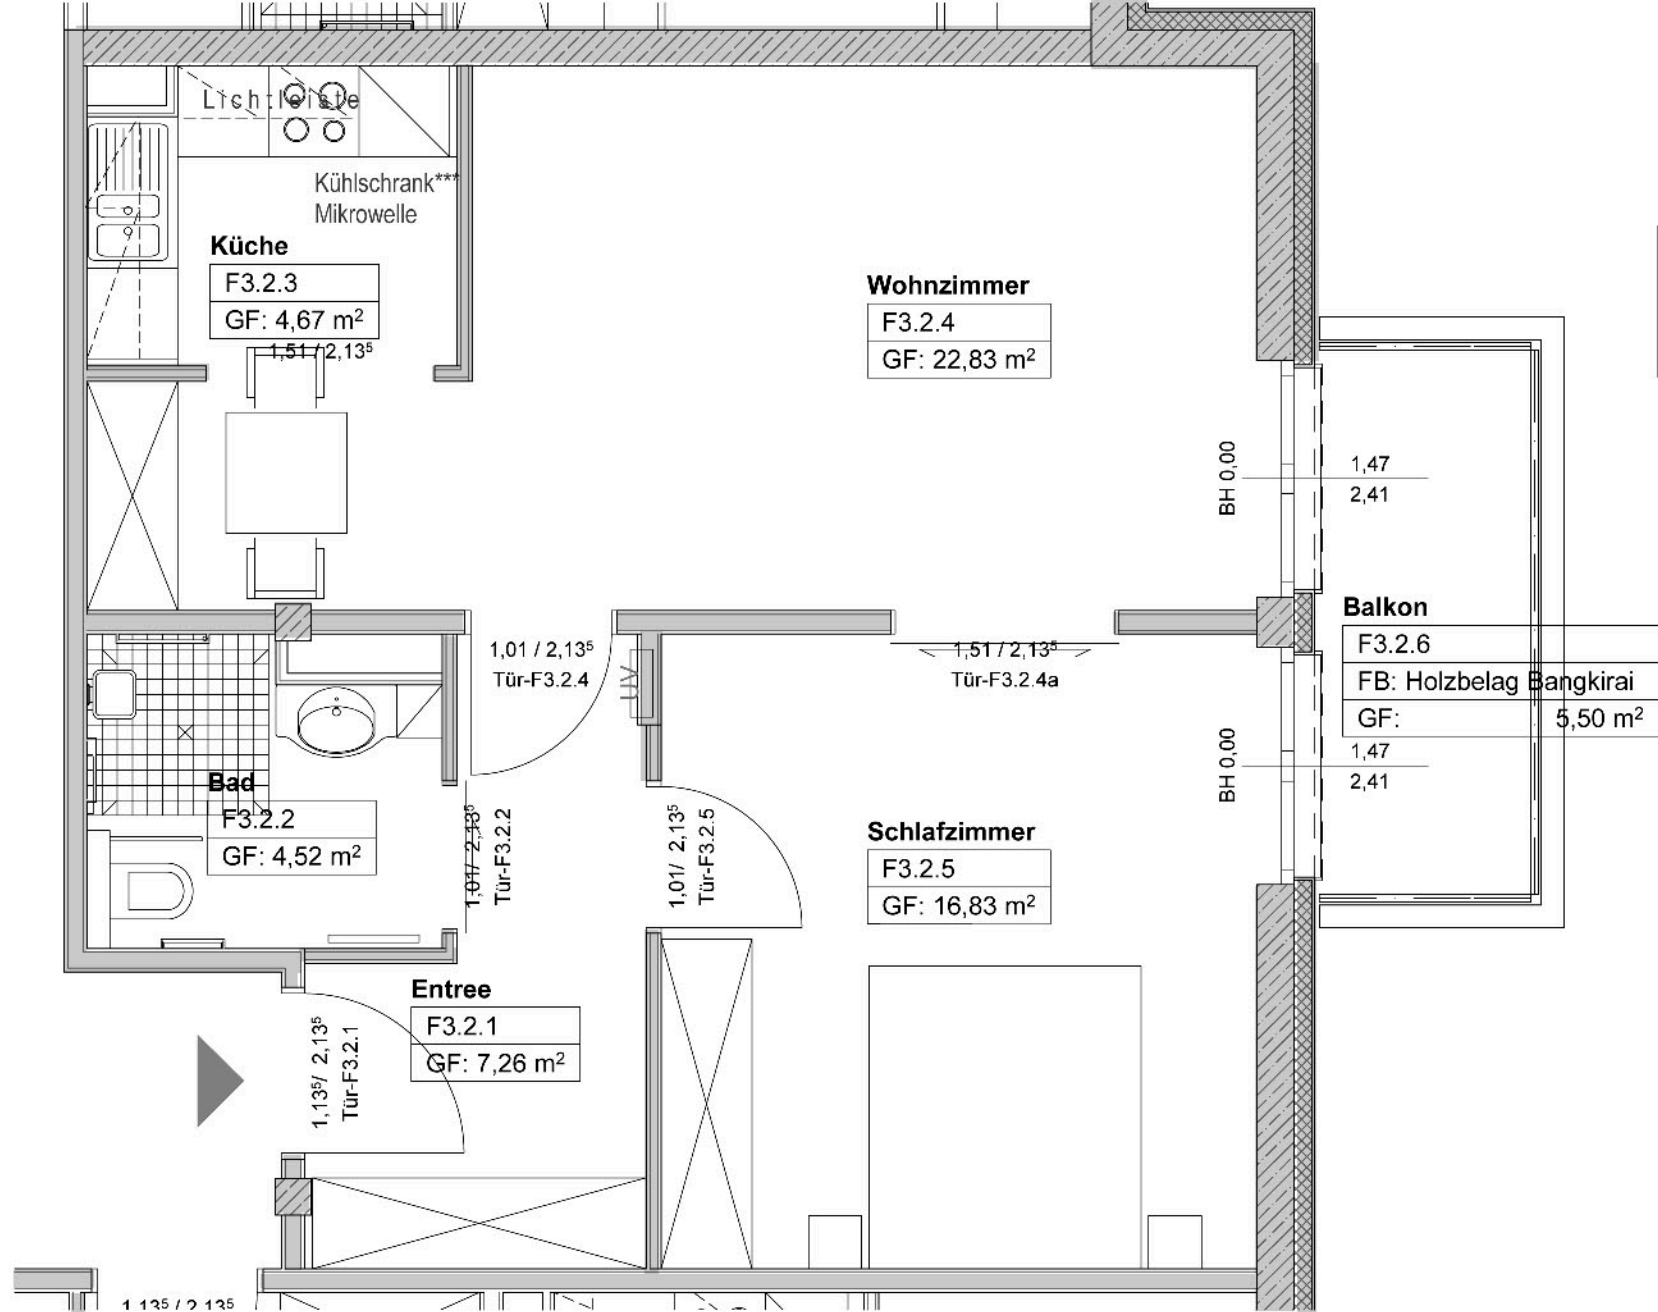 Lichtleiste
Kühlschrank***
Mikrowelle
Küche
F3.2.3
GF: 4,67 m²
1,51 / 2,13⁵
Wohnzimmer
F3.2.4
GF: 22,83 m²
BH 0,00
1,47
2,41
Balkon
F3.2.6
FB: Holzbelag Bangkirai
GF: 5,50 m²
1,01 / 2,13⁵
Tür-F3.2.4
UV
1,51 / 2,13⁵
Tür-F3.2.4a
BH 0,00
1,47
2,41
Bad
F3.2.2
GF: 4,52 m²
1,01/ 2,13⁵
Tür-F3.2.2
1,01/ 2,13⁵
Tür-F3.2.5
Schlafzimmer
F3.2.5
GF: 16,83 m²
Entree
F3.2.1
GF: 7,26 m²
1,13⁵/ 2,13⁵
Tür-F3.2.1
1,13⁵ / 2,13⁵